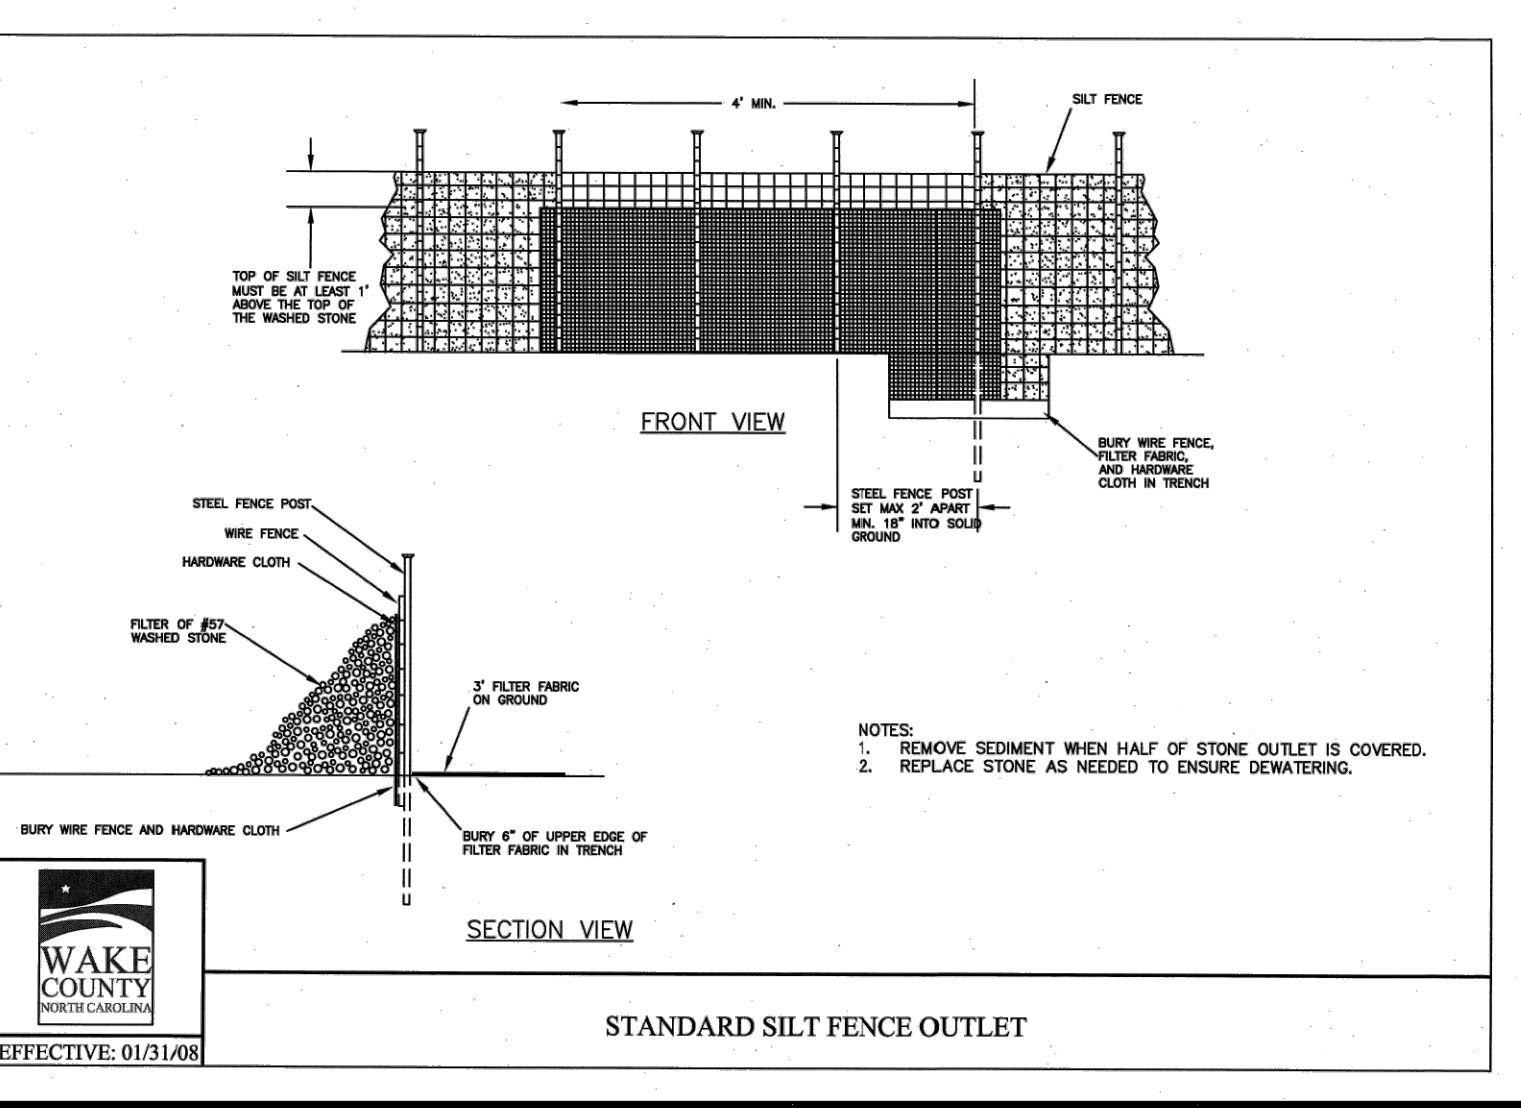 4' MIN.
SILT FENCE
TOP OF SILT FENCE
MUST BE AT LEAST 1'
ABOVE THE TOP OF
THE WASHED STONE
FRONT VIEW
BURY WIRE FENCE,
FILTER FABRIC,
AND HARDWARE
CLOTH IN TRENCH
STEEL FENCE POST
SET MAX 2' APART
MIN. 18" INTO SOLID
GROUND
STEEL FENCE POST
WIRE FENCE
HARDWARE CLOTH
FILTER OF #57
WASHED STONE
3' FILTER FABRIC
ON GROUND
NOTES:
1. REMOVE SEDIMENT WHEN HALF OF STONE OUTLET IS COVERED.
2. REPLACE STONE AS NEEDED TO ENSURE DEWATERING.
BURY WIRE FENCE AND HARDWARE CLOTH
BURY 6" OF UPPER EDGE OF
FILTER FABRIC IN TRENCH
SECTION VIEW
WAKE
COUNTY
NORTH CAROLINA
EFFECTIVE: 01/31/08
STANDARD SILT FENCE OUTLET